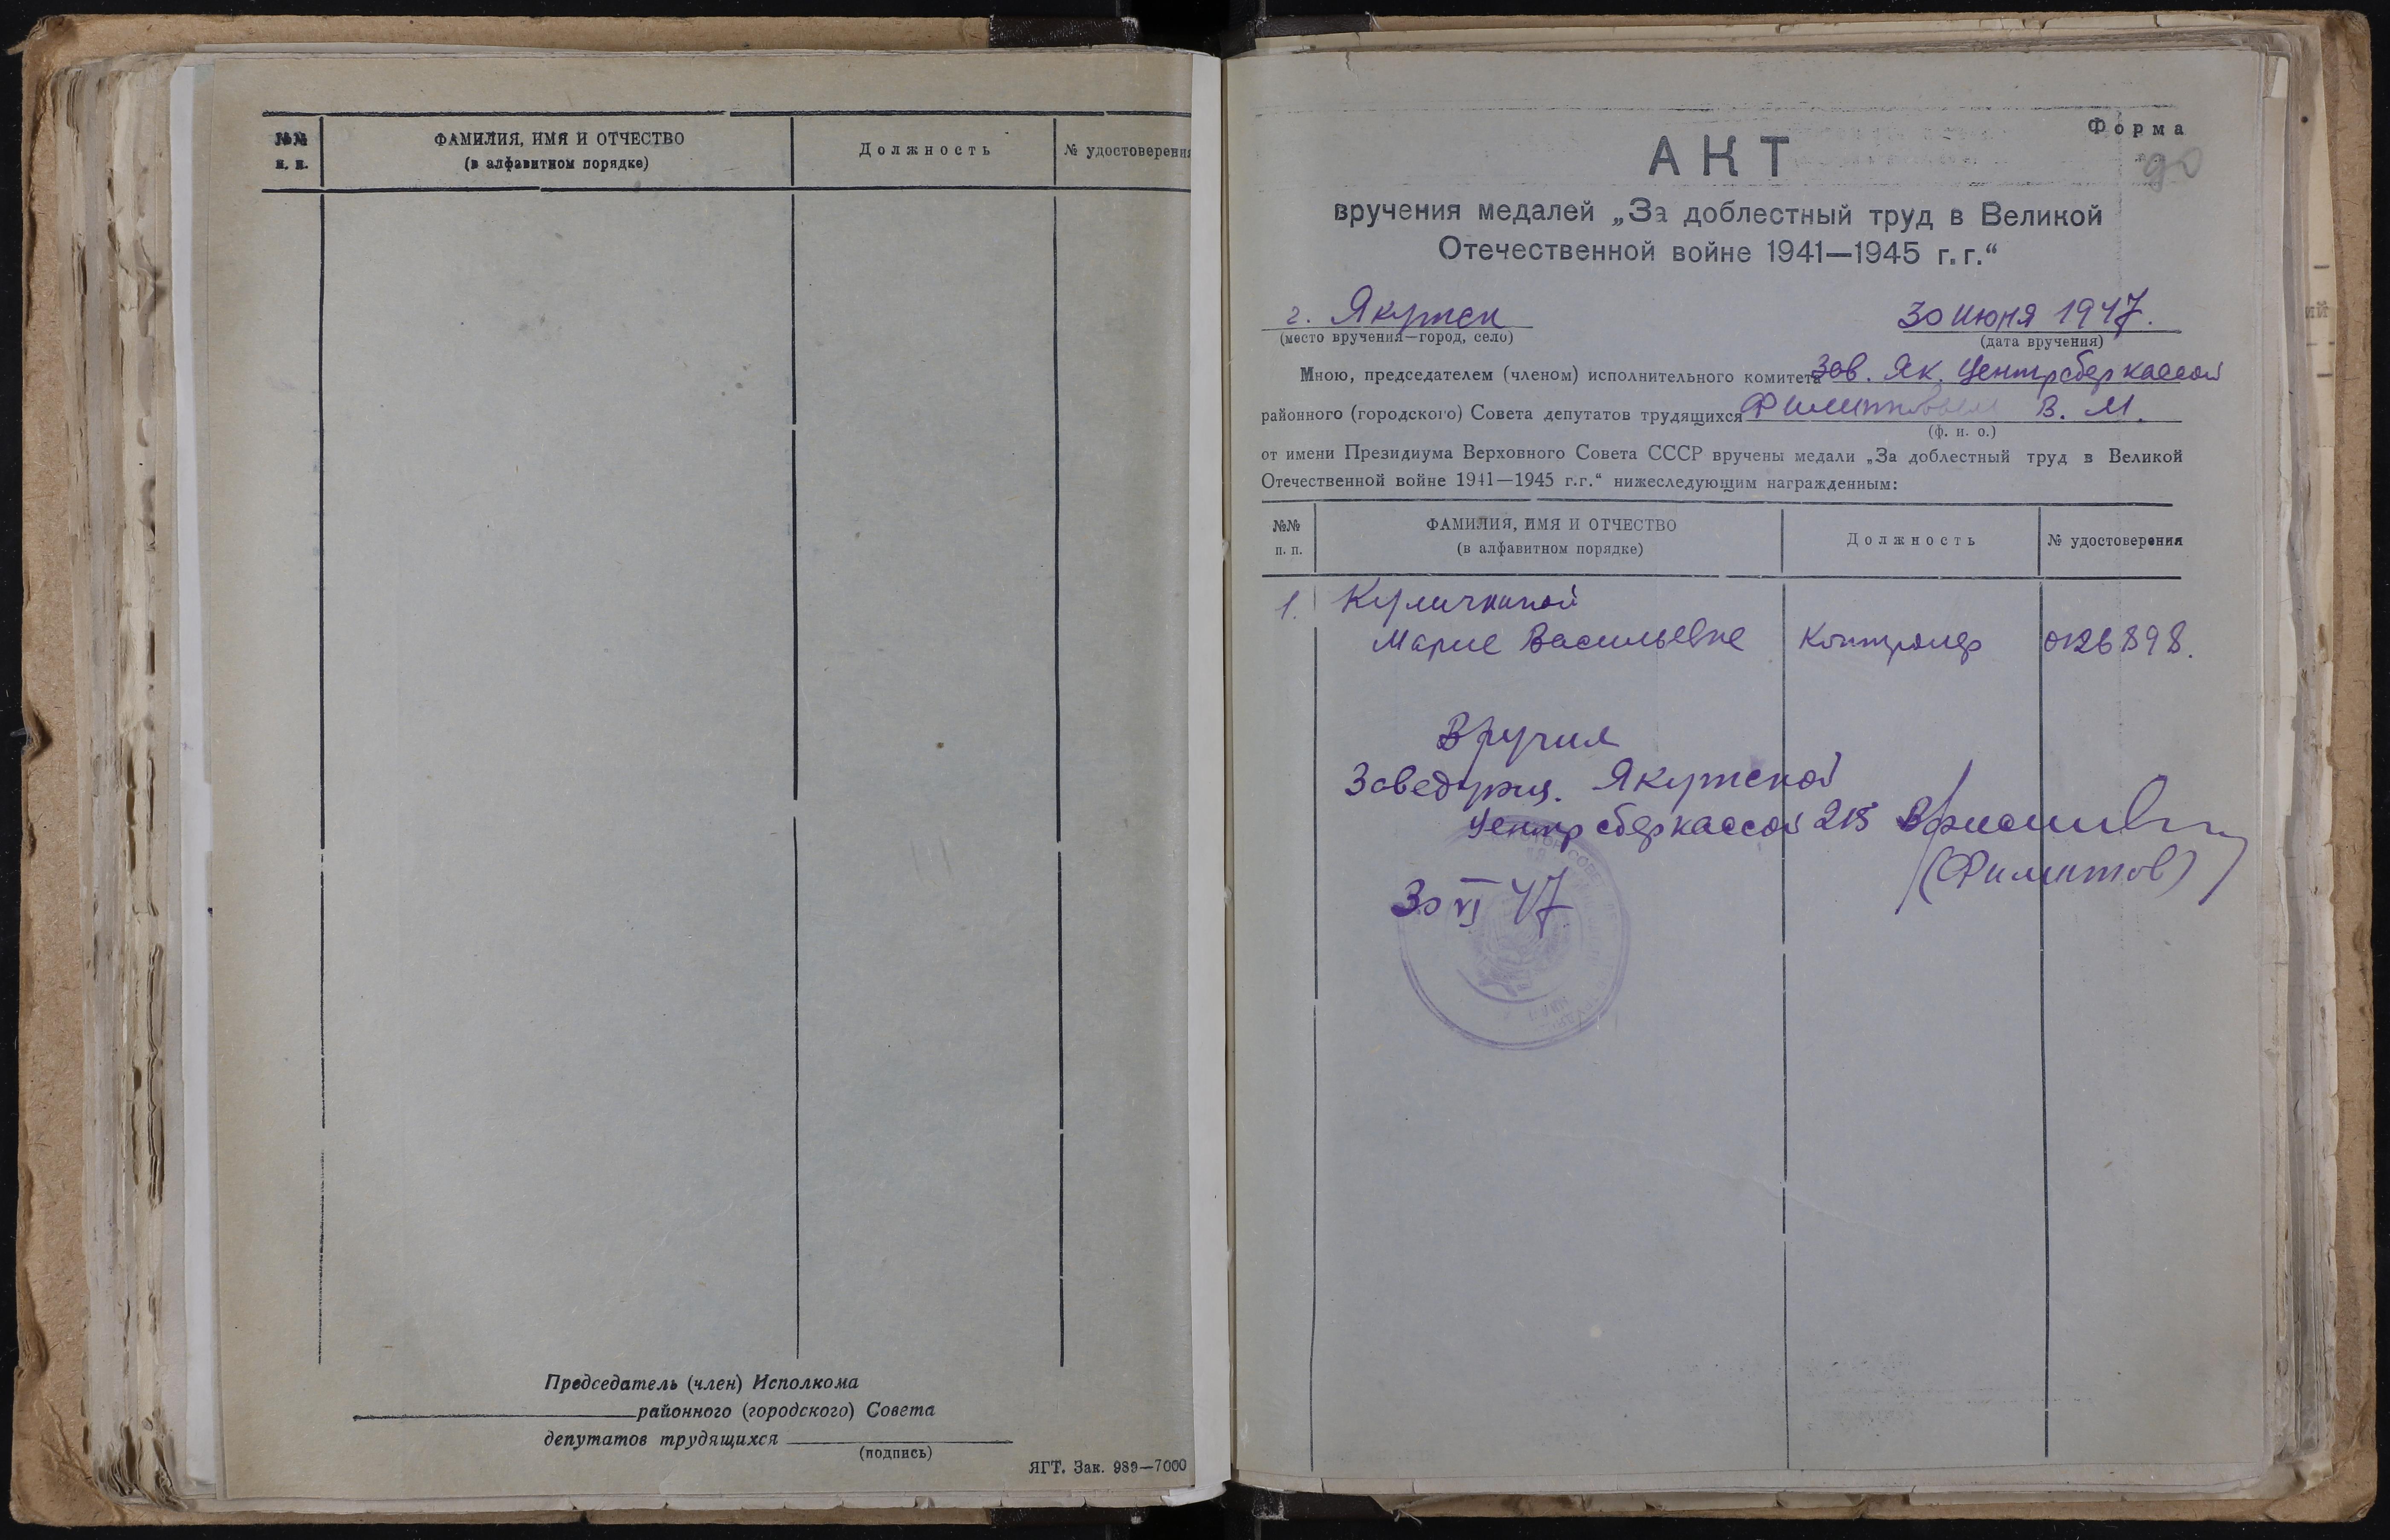 №№ п. п.
ФАМИЛИЯ, ИМЯ И ОТЧЕСТВО
(в алфавитном порядке)
Должность
№ удостоверения
Председатель (член) Исполкома
районного (городского) Совета
депутатов трудящихся
(подпись)
ЯГТ. Зак. 989—7000
Форма
90
АКТ
вручения медалей „За доблестный труд в Великой
Отечественной войне 1941—1945 г.г.“
г. Якутск
30 июня 1947.
(место вручения—город, село)
(дата вручения)
Мною, председателем (членом) исполнительного комитета Зав. Як. Центрсберкассой
районного (городского) Совета депутатов трудящихся Филипповым В. М.
(ф. и. о.)
от имени Президиума Верховного Совета СССР вручены медали „За доблестный труд в Великой
Отечественной войне 1941—1945 г.г.“ нижеследующим награжденным:
№№ п. п.
ФАМИЛИЯ, ИМЯ И ОТЧЕСТВО
(в алфавитном порядке)
Должность
№ удостоверения
1. Куличкиной
Марие Васильевне
Контролер
0126898.
Вручил
Заведующ. Якутской
Центрсберкассой
30 VI 47